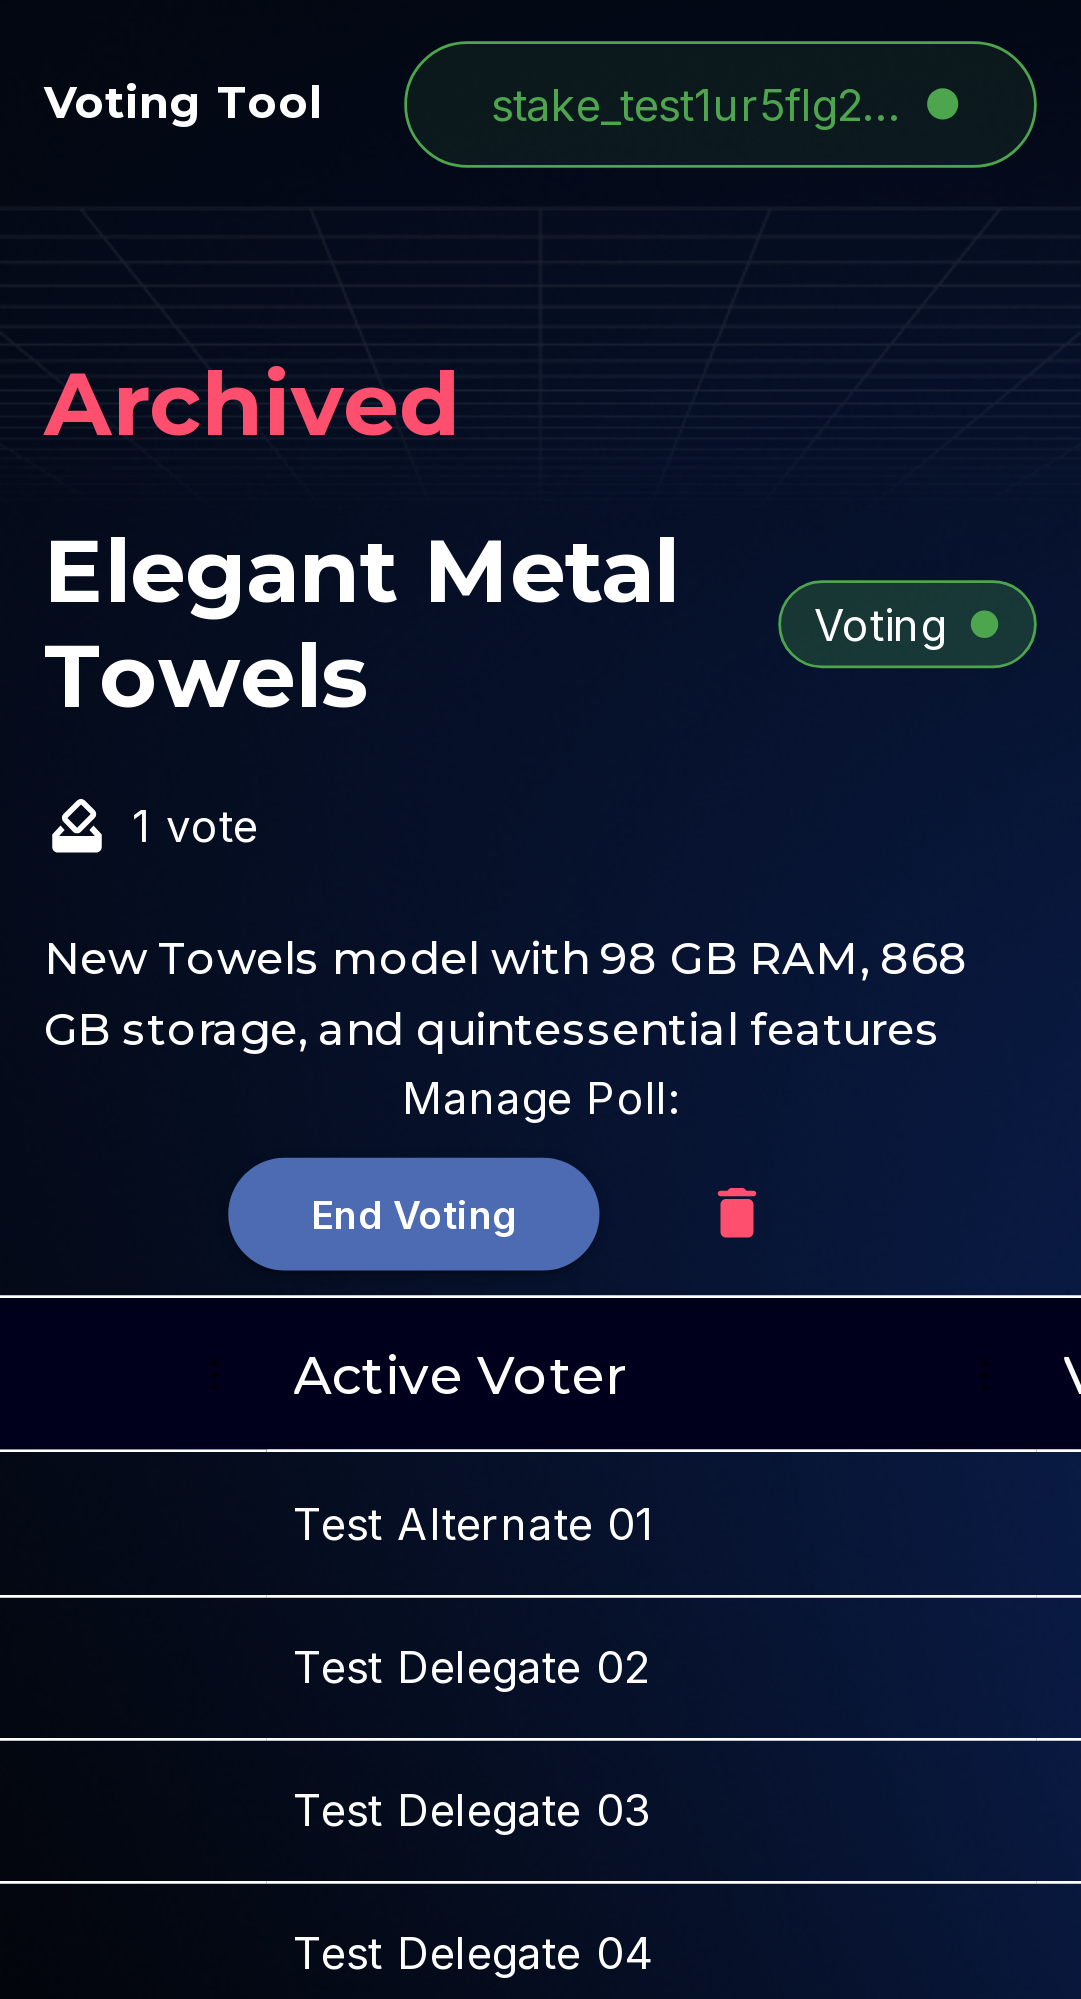 Voting Tool
stake_test1ur5flg2...
Archived
Elegant Metal
Towels
Voting
1 vote
New Towels model with 98 GB RAM, 868
GB storage, and quintessential features
Manage Poll:
End Voting
Active Voter
Test Alternate 01
Test Delegate 02
Test Delegate 03
Test Delegate 04